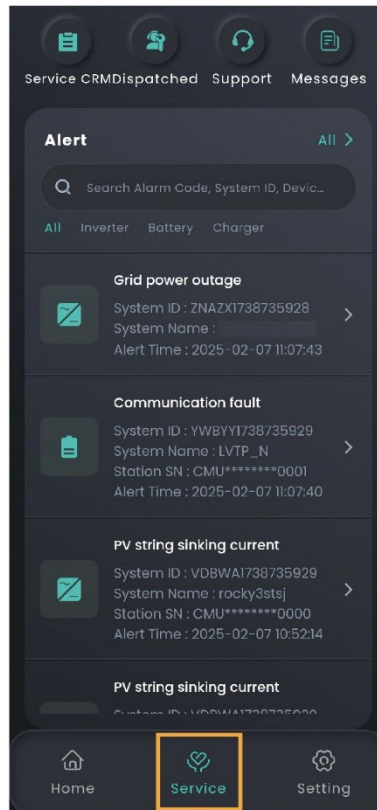 Service CRM Dispatched Support Messages
Alert All >
Search Alarm Code, System ID, Devic...
All Inverter Battery Charger
Grid power outage
System ID : ZNAZX1738735928
System Name :
Alert Time : 2025-02-07 11:07:43
Communication fault
System ID : YWBYY1738735929
System Name : LVTP_N
Station SN : CMU********0001
Alert Time : 2025-02-07 11:07:40
PV string sinking current
System ID : VDBWA1738735929
System Name : rocky3stsj
Station SN : CMU********0000
Alert Time : 2025-02-07 10:52:14
PV string sinking current
Home Service Setting